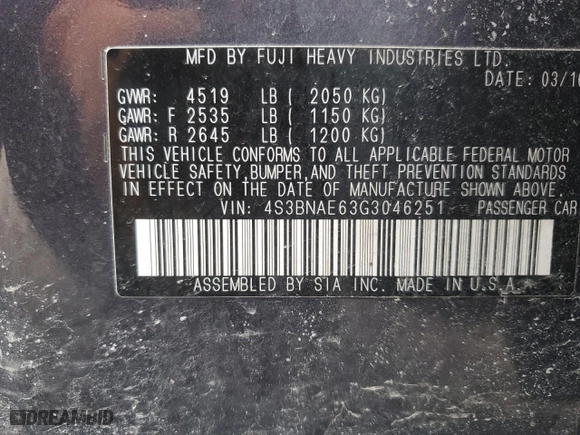 MFD BY FUJI HEAVY INDUSTRIES LTD.
DATE: 03/1
GVWR: 4519 LB ( 2050 KG)
GAWR: F 2535 LB ( 1150 KG)
GAWR: R 2645 LB ( 1200 KG)
THIS VEHICLE CONFORMS TO ALL APPLICABLE FEDERAL MOTOR
VEHICLE SAFETY, BUMPER, AND THEFT PREVENTION STANDARDS
IN EFFECT ON THE DATE OF MANUFACTURE SHOWN ABOVE.
VIN: 4S3BNAE63G3046251 PASSENGER CAR
ASSEMBLED BY SIA INC. MADE IN U.S.A.
DREAMBID